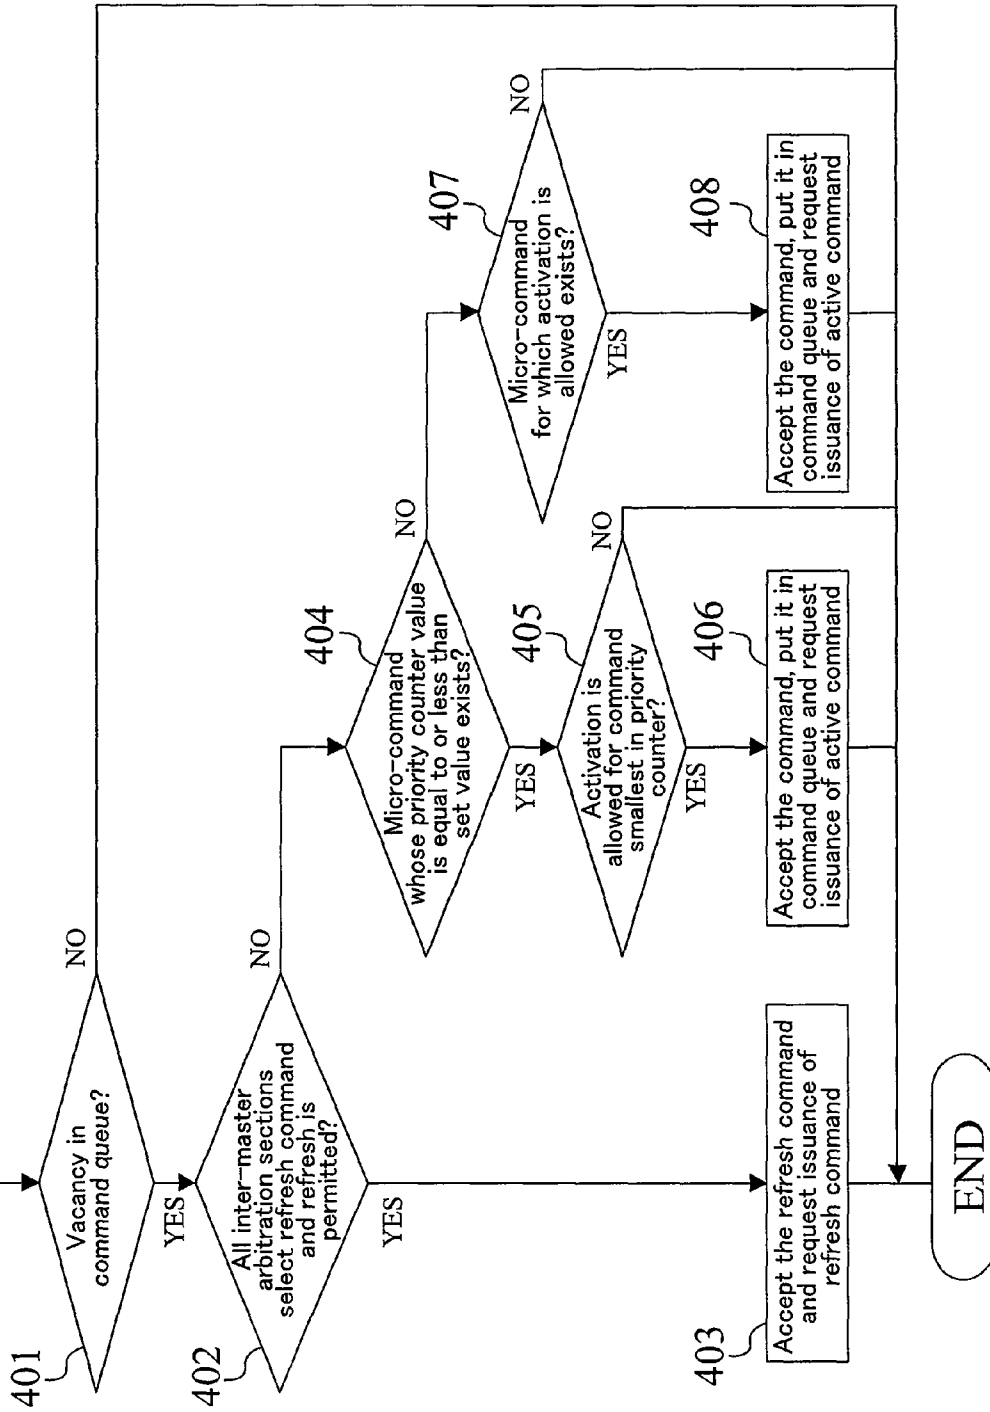 401
Vacancy in
command queue?
NO
YES
402
All inter-master
arbitration sections
select refresh command
and refresh is
permitted?
NO
YES
403
Accept the refresh command
and request issuance of
refresh command
404
Micro-command
whose priority counter value
is equal to or less than
set value exists?
NO
YES
405
Activation is
allowed for command
smallest in priority
counter?
NO
YES
406
Accept the command, put it in
command queue and request
issuance of active command
407
Micro-command
for which activation is
allowed exists?
NO
YES
408
Accept the command, put it in
command queue and request
issuance of active command
END